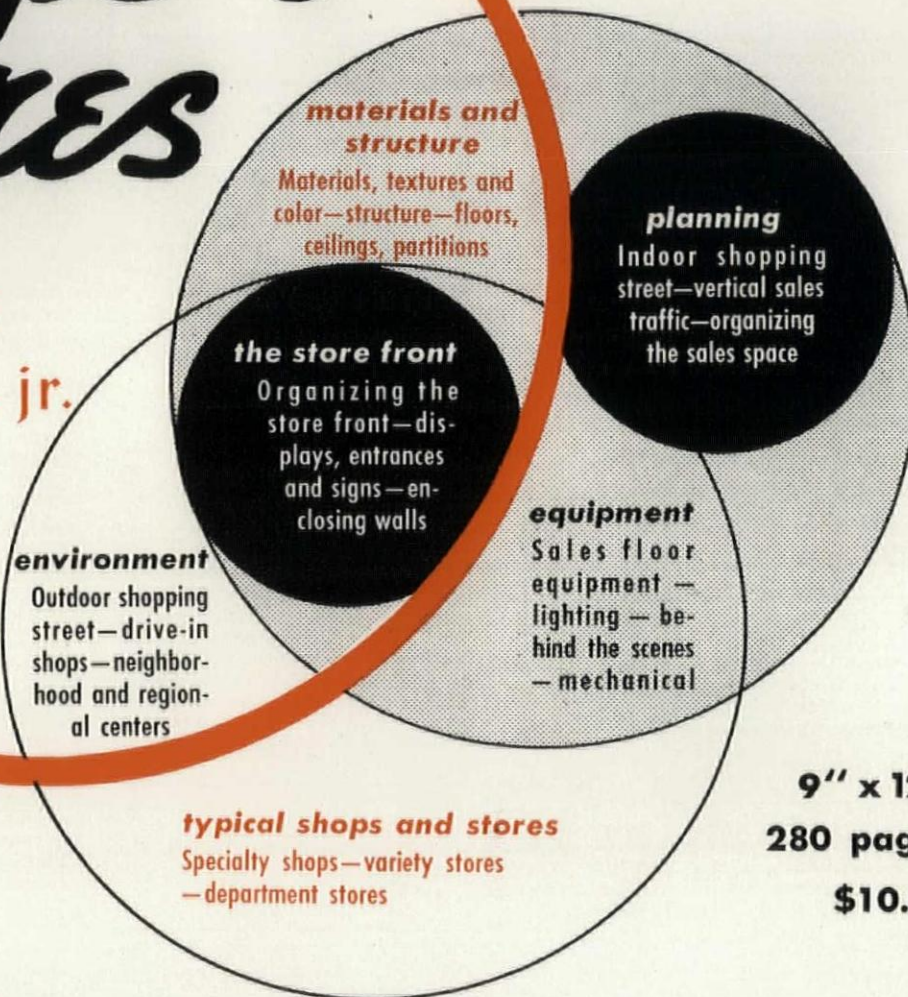 materials and
structure
Materials, textures and
color—structure—floors,
ceilings, partitions
planning
Indoor shopping
street—vertical sales
traffic—organizing
the sales space
the store front
Organizing the
store front—dis-
plays, entrances
and signs—en-
closing walls
jr.
equipment
Sales floor
equipment —
lighting — be-
hind the scenes
— mechanical
environment
Outdoor shopping
street—drive-in
shops—neighbor-
hood and region-
al centers
typical shops and stores
Specialty shops—variety stores
—department stores
9" x
280